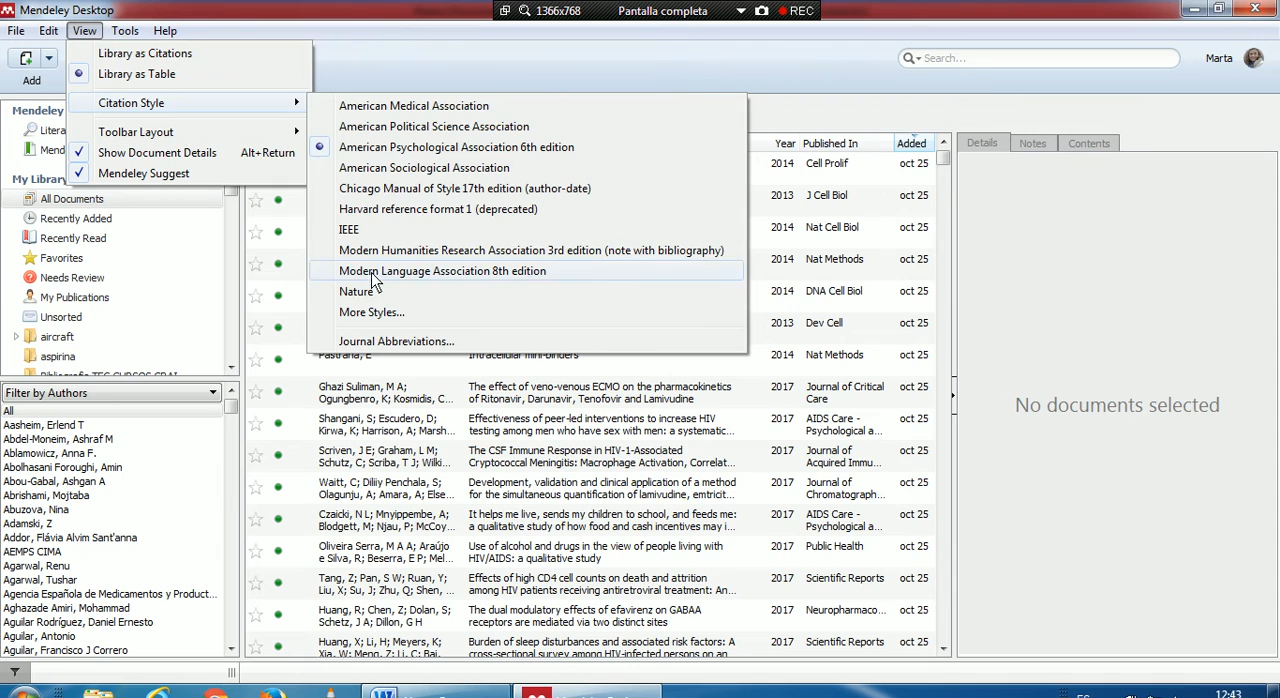 Mendeley Desktop
1366x768
Pantalla completa
REC
File Edit View Tools Help
Add
Search...
Marta
Library as Citations
Library as Table
Citation Style
Toolbar Layout
Show Document Details Alt+Return
Mendeley Suggest
American Medical Association
American Political Science Association
American Psychological Association 6th edition
American Sociological Association
Chicago Manual of Style 17th edition (author-date)
Harvard reference format 1 (deprecated)
IEEE
Modern Humanities Research Association 3rd edition (note with bibliography)
Modern Language Association 8th edition
Nature
More Styles...
Journal Abbreviations...
Mendeley
Litera
Mend
My Library
All Documents
Recently Added
Recently Read
Favorites
Needs Review
My Publications
Unsorted
aircraft
aspirina
Filter by Authors
All
Aasheim, Erlend T
Abdel-Moneim, Ashraf M
Ablamowicz, Anna F.
Abolhasani Foroughi, Amin
Abou-Gabal, Ashgan A
Abrishami, Mojtaba
Abuzova, Nina
Adamski, Z
Addor, Flávia Alvim Sant'anna
AEMPS CIMA
Agarwal, Renu
Agarwal, Tushar
Agencia Española de Medicamentos y Product...
Aghazade Amiri, Mohammad
Aguilar Rodríguez, Daniel Ernesto
Aguilar, Antonio
Aguilar, Francisco J Correro
Year Published In Added
2014 Cell Prolif oct 25
2013 J Cell Biol oct 25
2014 Nat Cell Biol oct 25
2014 Nat Methods oct 25
2014 DNA Cell Biol oct 25
2013 Dev Cell oct 25
Pastrana, E Intracellular mini-binders 2014 Nat Methods oct 25
Ghazi Suliman, M A; The effect of veno-venous ECMO on the pharmacokinetics 2017 Journal of Critical oct 25
Ogungbenro, K; Kosmidis, C... of Ritonavir, Darunavir, Tenofovir and Lamivudine Care
Shangani, S; Escudero, D; Effectiveness of peer-led interventions to increase HIV 2017 AIDS Care - oct 25
Kirwa, K; Harrison, A; Marsh... testing among men who have sex with men: a systematic... Psychological a...
Scriven, J E; Graham, L M; The CSF Immune Response in HIV-1-Associated 2017 Journal of oct 25
Schutz, C; Scriba, T J; Wilki... Cryptococcal Meningitis: Macrophage Activation, Correlat... Acquired Immu...
Waitt, C; Diliiy Penchala, S; Development, validation and clinical application of a method 2017 Journal of oct 25
Olagunju, A; Amara, A; Else... for the simultaneous quantification of lamivudine, emtricit... Chromatograph...
Czaicki, N L; Mnyippembe, A; It helps me live, sends my children to school, and feeds me: 2017 AIDS Care - oct 25
Blodgett, M; Njau, P; McCoy... a qualitative study of how food and cash incentives may i... Psychological a...
Oliveira Serra, M A A; Araújo Use of alcohol and drugs in the view of people living with 2017 Public Health oct 25
e Silva, R; Beserra, E P; Mel... HIV/AIDS: a qualitative study
Tang, Z; Pan, S W; Ruan, Y; Effects of high CD4 cell counts on death and attrition 2017 Scientific Reports oct 25
Liu, X; Su, J; Zhu, Q; Shen, ... among HIV patients receiving antiretroviral treatment: An...
Huang, R; Chen, Z; Dolan, S; The dual modulatory effects of efavirenz on GABAA 2017 Neuropharmaco... oct 25
Schetz, J A; Dillon, G H receptors are mediated via two distinct sites
Huang, X; Li, H; Meyers, K; Burden of sleep disturbances and associated risk factors: A 2017 Scientific Reports oct 25
Xia, W; Meng, Z; Li, C; Bai, cross-sectional survey among HIV-infected persons on
Details Notes Contents
No documents selected
12:43